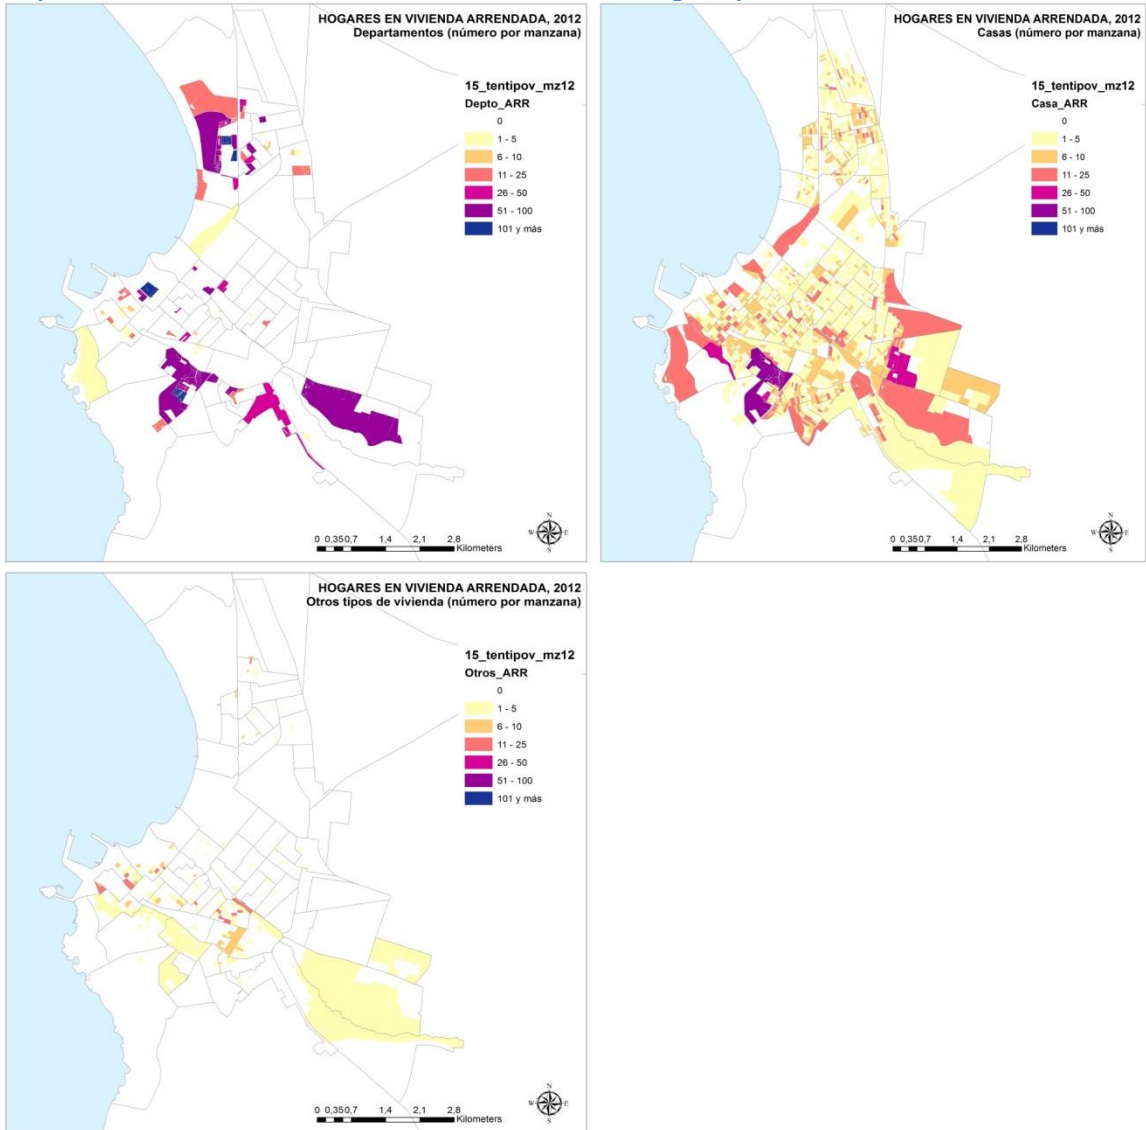 HOGARES EN VIVIENDA ARRENDADA, 2012
Departamentos (número por manzana)
15_tentipov_mz12
Depto_ARR
0
1 - 5
6 - 10
11 - 25
26 - 50
51 - 100
101 y más
N
W E
S
0 0,350,7 1,4 2,1 2,8
Kilometers
HOGARES EN VIVIENDA ARRENDADA, 2012
Casas (número por manzana)
15_tentipov_mz12
Casa_ARR
0
1 - 5
6 - 10
11 - 25
26 - 50
51 - 100
101 y más
N
W E
S
0 0,350,7 1,4 2,1 2,8
Kilometers
HOGARES EN VIVIENDA ARRENDADA, 2012
Otros tipos de vivienda (número por manzana)
15_tentipov_mz12
Otros_ARR
0
1 - 5
6 - 10
11 - 25
26 - 50
51 - 100
101 y más
N
W E
S
0 0,350,7 1,4 2,1 2,8
Kilometers